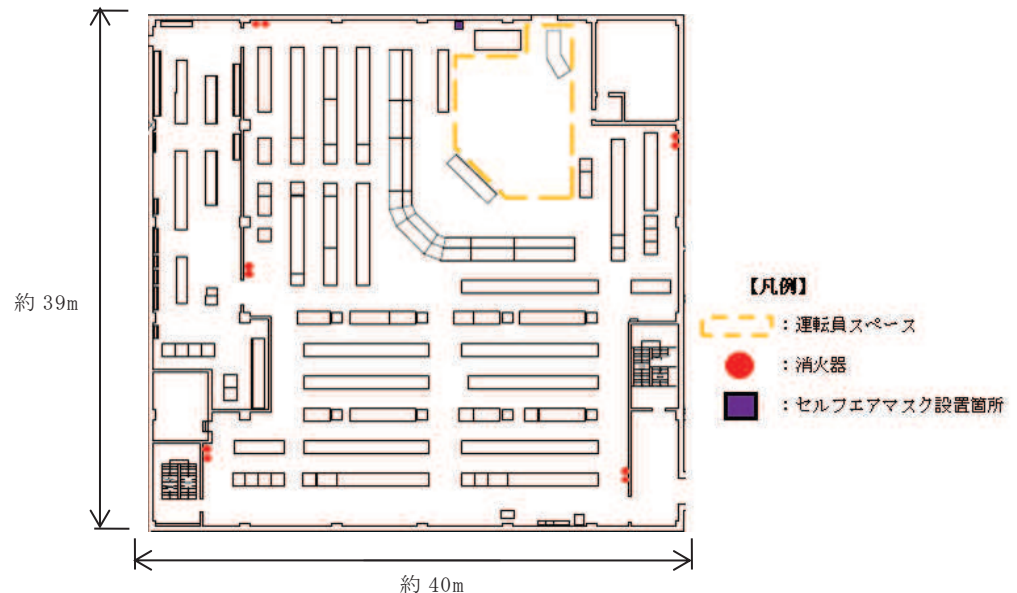 約 39m
約 40m
【凡例】
：運転員スペース
：消火器
：セルフエアマスク設置箇所